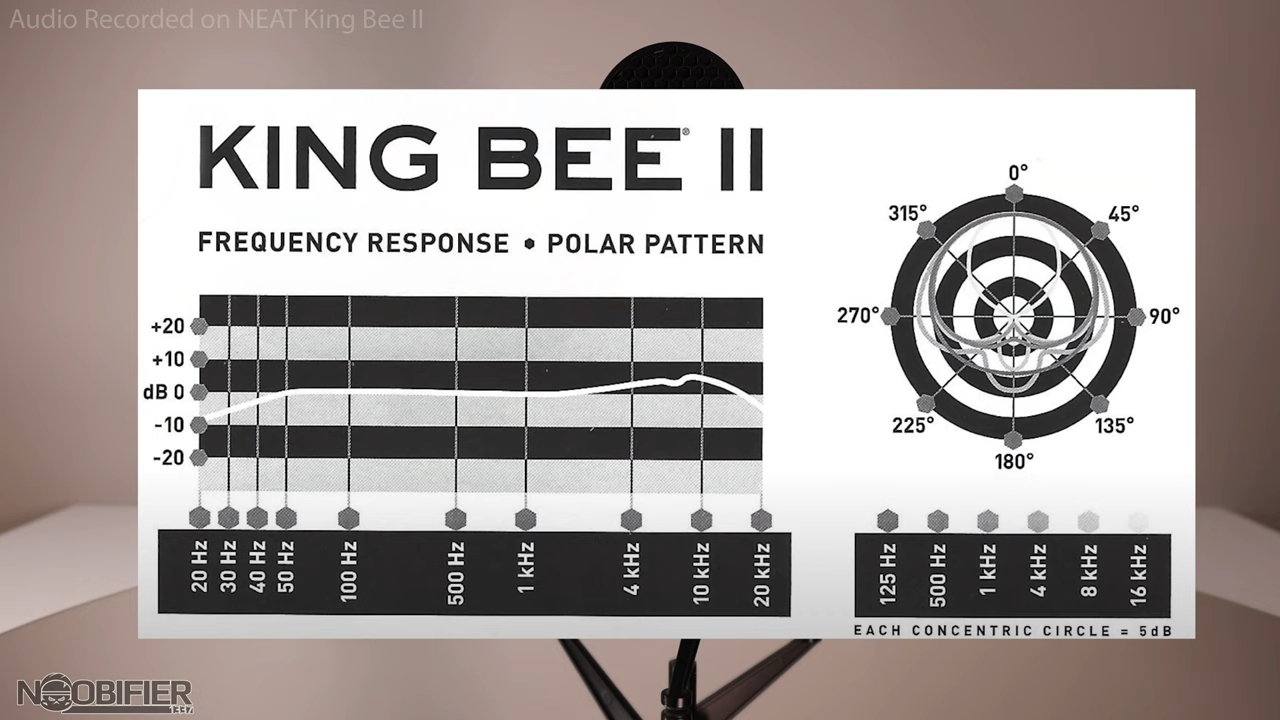 Audio Recorded on NEAT King Bee II
KING BEE® II
FREQUENCY RESPONSE • POLAR PATTERN
+20
+10
dB 0
-10
-20
20 Hz 30 Hz 40 Hz 50 Hz 100 Hz 500 Hz 1 kHz 4 kHz 10 kHz 20 kHz
0°
315° 45°
270° 90°
225° 135°
180°
125 Hz 500 Hz 1 kHz 4 kHz 8 kHz 16 kHz
EACH CONCENTRIC CIRCLE = 5dB
NOOBIFIER